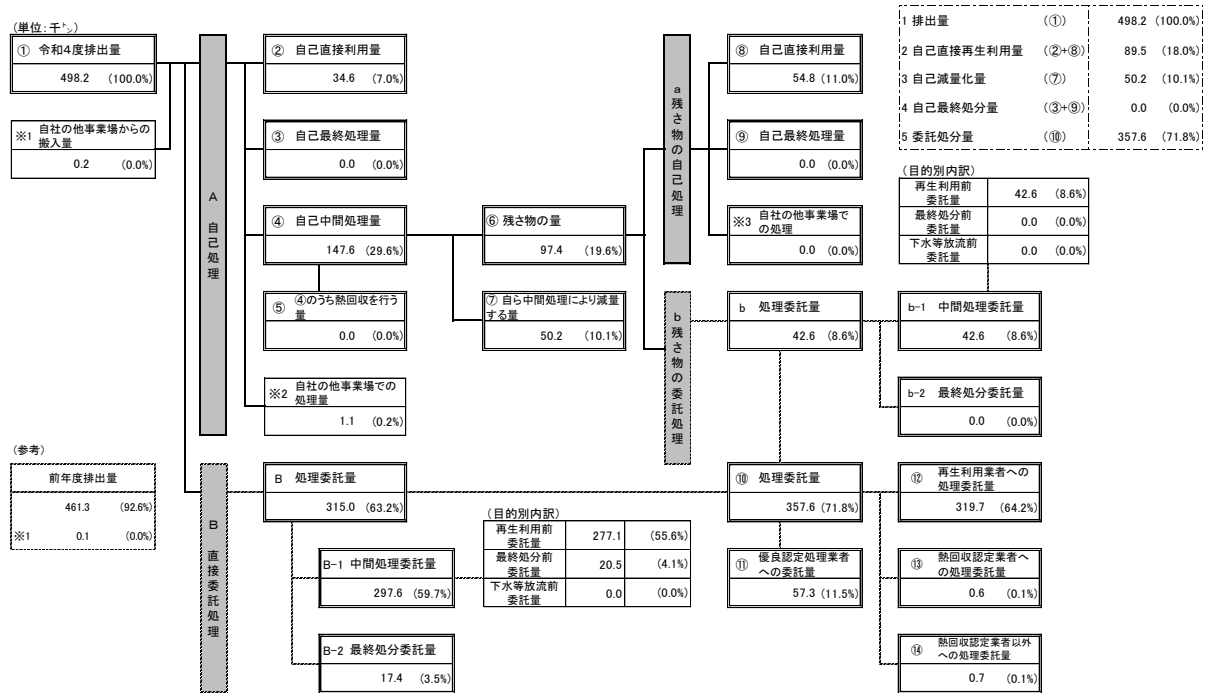 (単位:千㌧)
① 令和4度排出量
498.2 (100.0%)
※1 自社の他事業場からの
搬入量
0.2 (0.0%)
A 自己処理
② 自己直接利用量
34.6 (7.0%)
③ 自己最終処理量
0.0 (0.0%)
④ 自己中間処理量
147.6 (29.6%)
⑤ ④のうち熱回収を行う
量
0.0 (0.0%)
※2 自社の他事業場での
処理量
1.1 (0.2%)
⑥ 残さ物の量
97.4 (19.6%)
⑦ 自ら中間処理により減量
する量
50.2 (10.1%)
a 残さ物の自己処理
⑧ 自己直接利用量
54.8 (11.0%)
⑨ 自己最終処理量
0.0 (0.0%)
※3 自社の他事業場で
の処理
0.0 (0.0%)
1 排出量 (①) 498.2 (100.0%)
2 自己直接再生利用量 (②+⑧) 89.5 (18.0%)
3 自己減量化量 (⑦) 50.2 (10.1%)
4 自己最終処分量 (③+⑨) 0.0 (0.0%)
5 委託処分量 (⑩) 357.6 (71.8%)
(目的別内訳)
再生利用前
委託量 42.6 (8.6%)
最終処分前
委託量 0.0 (0.0%)
下水等放流前
委託量 0.0 (0.0%)
b 残さ物の委託処理
b 処理委託量
42.6 (8.6%)
b-1 中間処理委託量
42.6 (8.6%)
b-2 最終処分委託量
0.0 (0.0%)
(参考)
前年度排出量
461.3 (92.6%)
※1 0.1 (0.0%)
B 直接委託処理
B 処理委託量
315.0 (63.2%)
B-1 中間処理委託量
297.6 (59.7%)
B-2 最終処分委託量
17.4 (3.5%)
(目的別内訳)
再生利用前
委託量 277.1 (55.6%)
最終処分前
委託量 20.5 (4.1%)
下水等放流前
委託量 0.0 (0.0%)
⑩ 処理委託量
357.6 (71.8%)
⑪ 優良認定処理業者
への委託量
57.3 (11.5%)
⑫ 再生利用業者への
処理委託量
319.7 (64.2%)
⑬ 熱回収認定業者へ
の処理委託量
0.6 (0.1%)
⑭ 熱回収認定業者以外
への処理委託量
0.7 (0.1%)